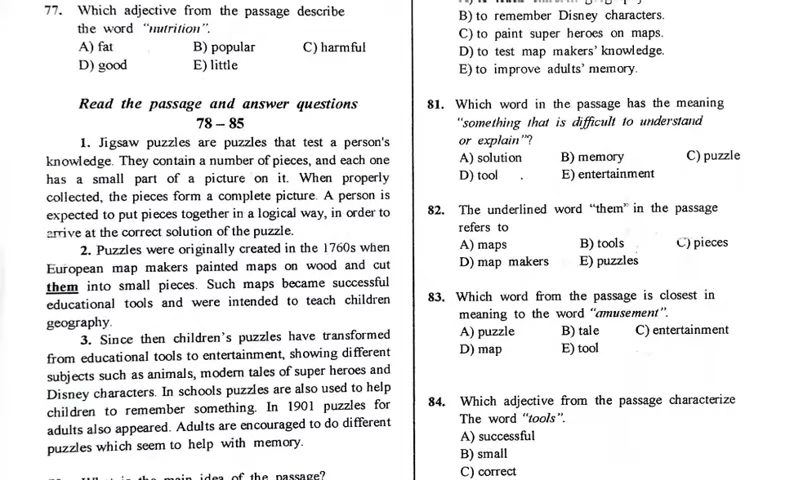 77. Which adjective from the passage describe
the word "nutrition".
A) fat B) popular C) harmful
D) good E) little
Read the passage and answer questions
78 – 85
1. Jigsaw puzzles are puzzles that test a person's
knowledge. They contain a number of pieces, and each one
has a small part of a picture on it. When properly
collected, the pieces form a complete picture. A person is
expected to put pieces together in a logical way, in order to
arrive at the correct solution of the puzzle.
2. Puzzles were originally created in the 1760s when
European map makers painted maps on wood and cut
them into small pieces. Such maps became successful
educational tools and were intended to teach children
geography.
3. Since then children's puzzles have transformed
from educational tools to entertainment, showing different
subjects such as animals, modern tales of super heroes and
Disney characters. In schools puzzles are also used to help
children to remember something. In 1901 puzzles for
adults also appeared. Adults are encouraged to do different
puzzles which seem to help with memory.
What is the main idea of the passage?
B) to remember Disney characters.
C) to paint super heroes on maps.
D) to test map makers' knowledge.
E) to improve adults' memory.
81. Which word in the passage has the meaning
"something that is difficult to understand
or explain"?
A) solution B) memory C) puzzle
D) tool E) entertainment
82. The underlined word "them" in the passage
refers to
A) maps B) tools C) pieces
D) map makers E) puzzles
83. Which word from the passage is closest in
meaning to the word "amusement".
A) puzzle B) tale C) entertainment
D) map E) tool
84. Which adjective from the passage characterize
The word "tools".
A) successful
B) small
C) correct